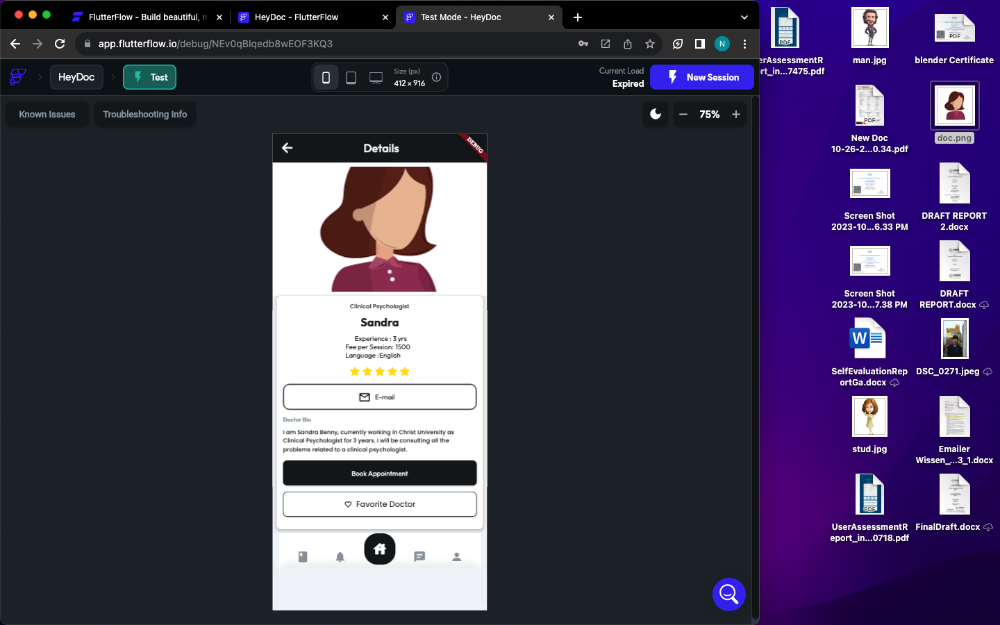 FlutterFlow - Build beautiful, r
HeyDoc - FlutterFlow
Test Mode - HeyDoc
app.flutterflow.io/debug/NEv0qBlqedb8wEOF3KQ3
N
HeyDoc
Test
Size (px)
412 × 916
Current Load
Expired
New Session
Known Issues
Troubleshooting Info
75%
Details
DEBUG
Clinical Psychologist
Sandra
Experience : 3 yrs
Fee per Session: 1500
Language :English
E-mail
Doctor Bio
I am Sandra Benny, currently working in Christ University as
Clinical Psychologist for 3 years. I will be consulting all the
problems related to a clinical psychologist.
Book Appointment
Favorite Doctor
PDF
erAssessmentR
ort_in...7475.pdf
man.jpg
PDF
blender Certificate
PDF
New Doc
10-26-2...0.34.pdf
doc.png
Screen Shot
2023-10...6.33 PM
DRAFT REPORT
2.docx
Screen Shot
2023-10...7.38 PM
DRAFT
REPORT.docx
W
SelfEvaluationRep
ortGa.docx
DSC_0271.jpeg
stud.jpg
Emailer
Wissen_...3_1.docx
PDF
UserAssessmentR
eport_in...0718.pdf
FinalDraft.docx